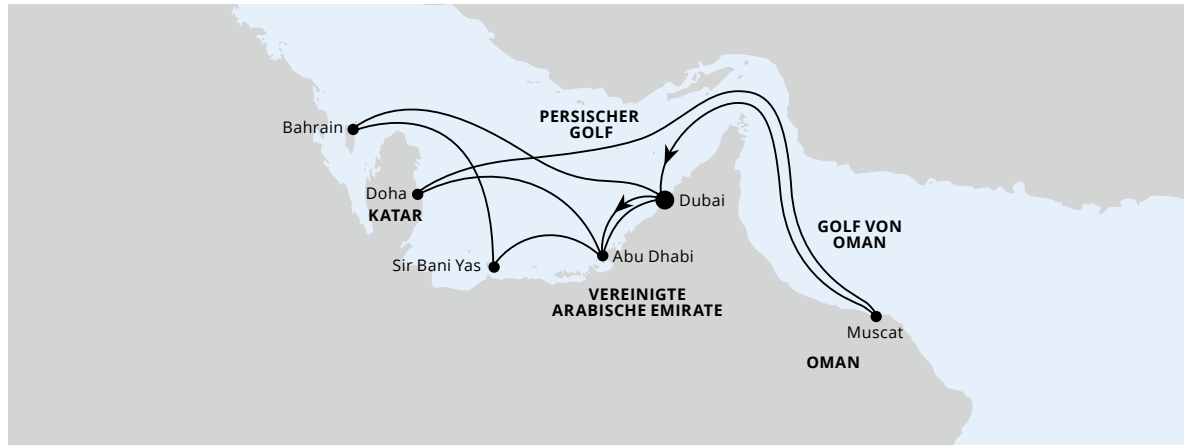 PERSISCHER
GOLF
Bahrain
Doha
KATAR
Dubai
GOLF VON
OMAN
Sir Bani Yas
Abu Dhabi
VEREINIGTE
ARABISCHE EMIRATE
Muscat
OMAN